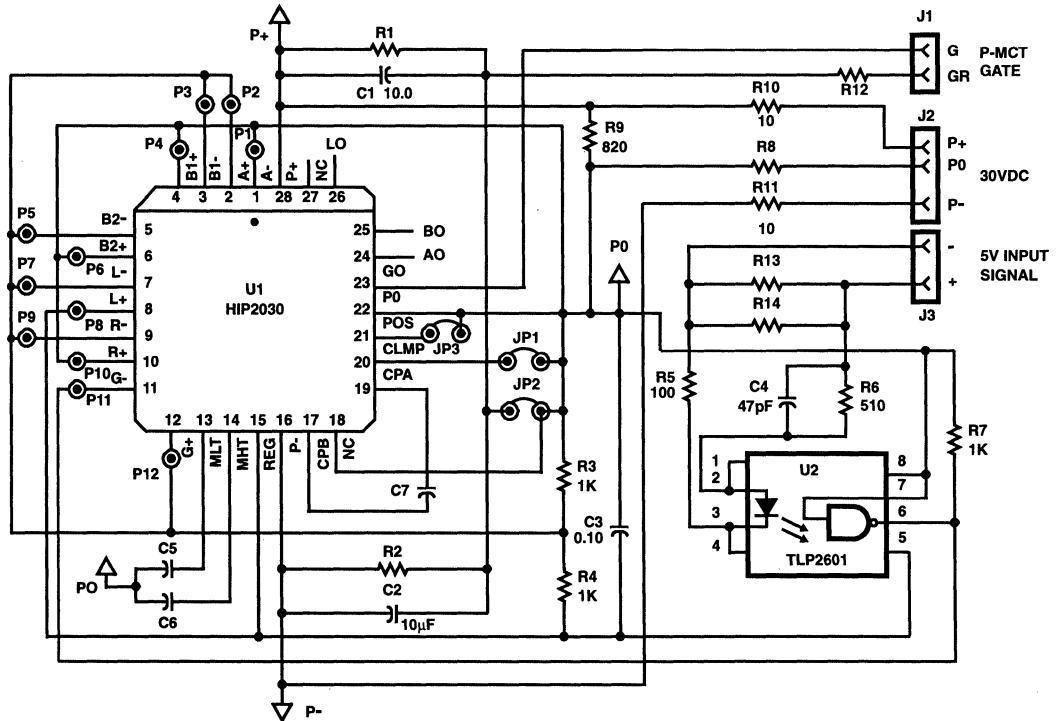 J1
P+
R1
G
P-MCT
GATE
GR
C1 10.0
R12
P3
P2
R10
10
J2
P4
P1
R9
820
P+
LO
R8
P0
30VDC
B1+
B1-
A+
A-
P+
NC
R11
10
P-
4
3
2
1
28
27
26
P5
B2-
5
25
BO
P0
-
5V INPUT
SIGNAL
B2+
6
24
AO
P6
P7
L-
7
GO
23
R13
+
U1
HIP2030
L+
8
P0
22
R14
J3
P8
P9
R-
9
POS
21
JP3
JP1
R+
10
CLMP
20
P10
G-
11
CPA
19
JP2
R5
100
C4
47pF
R6
510
P11
12
13
14
15
16
17
18
R7
1K
G+
MLT
MHT
REG
P-
CPB
NC
P12
C7
R3
1K
1
U2
8
2
7
3
6
C3
0.10
4
5
TLP2601
C5
R2
PO
R4
1K
C2
C6
10µF
P-